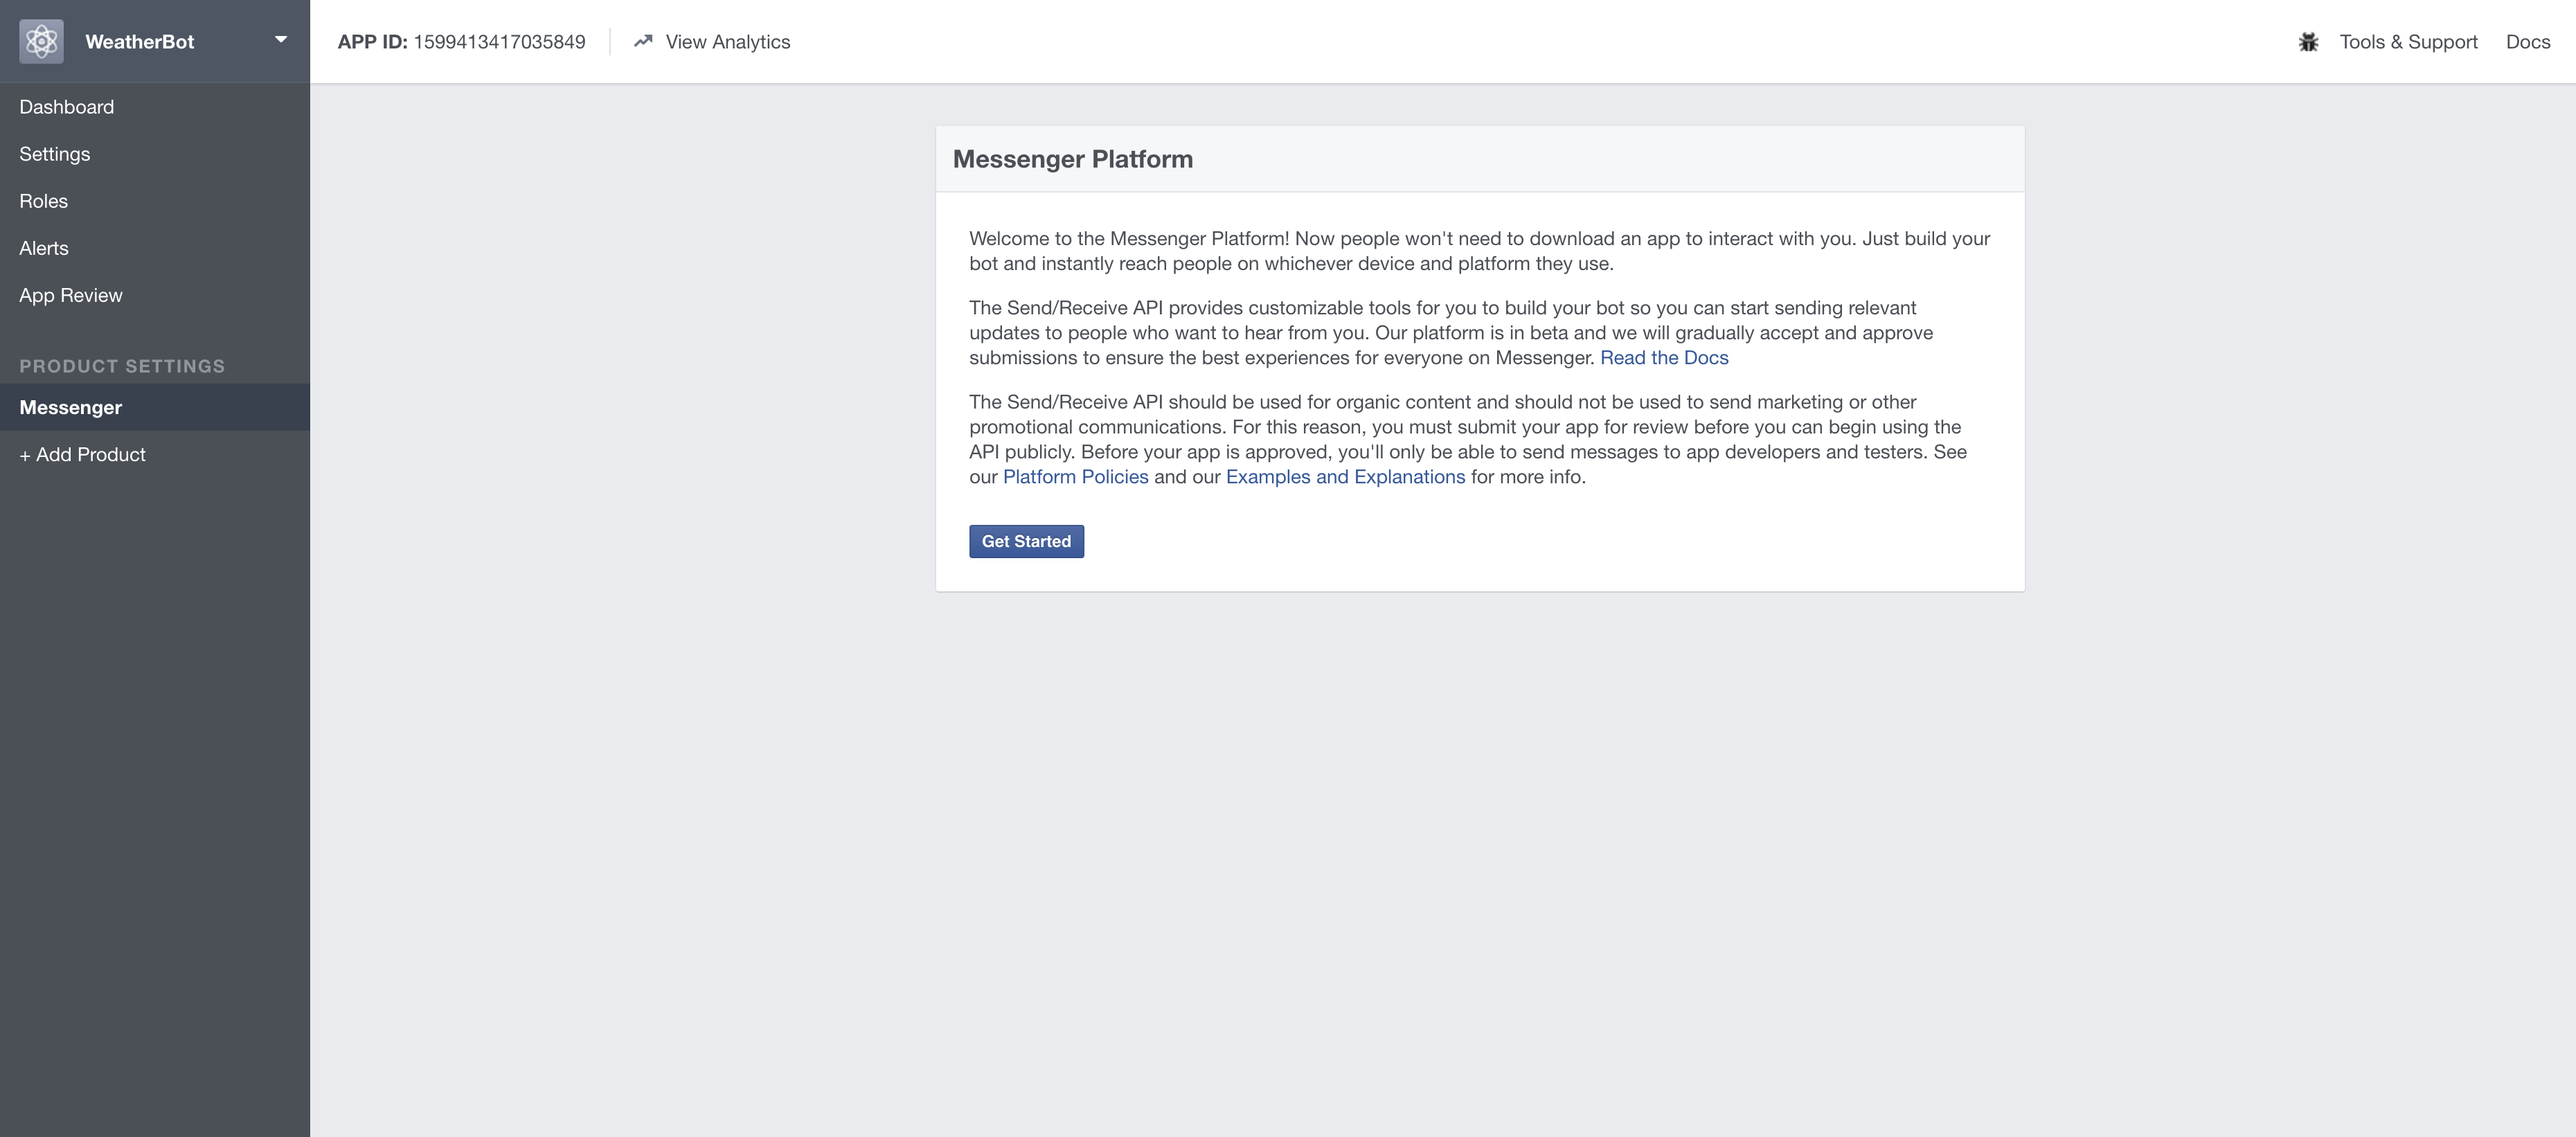 WeatherBot
APP ID: 1599413417035849
View Analytics
Tools & Support
Docs
Dashboard
Settings
Roles
Alerts
App Review
PRODUCT SETTINGS
Messenger
+ Add Product
Messenger Platform
Welcome to the Messenger Platform! Now people won't need to download an app to interact with you. Just build your
bot and instantly reach people on whichever device and platform they use.
The Send/Receive API provides customizable tools for you to build your bot so you can start sending relevant
updates to people who want to hear from you. Our platform is in beta and we will gradually accept and approve
submissions to ensure the best experiences for everyone on Messenger. Read the Docs
The Send/Receive API should be used for organic content and should not be used to send marketing or other
promotional communications. For this reason, you must submit your app for review before you can begin using the
API publicly. Before your app is approved, you'll only be able to send messages to app developers and testers. See
our Platform Policies and our Examples and Explanations for more info.
Get Started